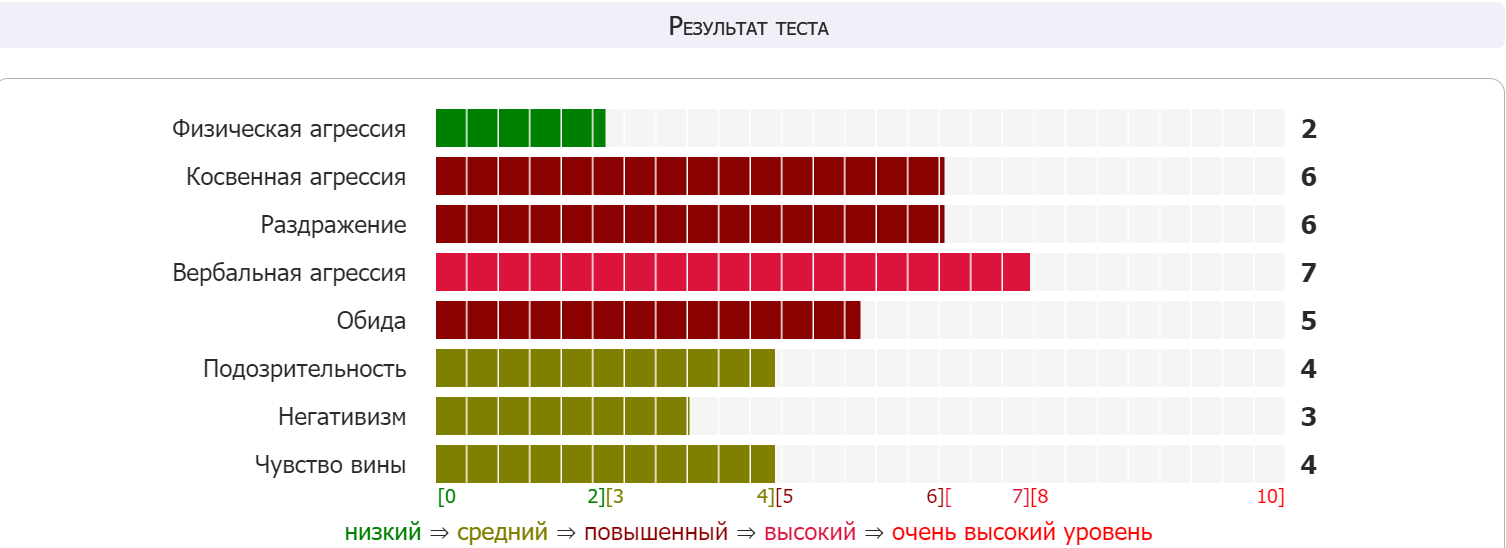 Результат теста
Физическая агрессия 2
Косвенная агрессия 6
Раздражение 6
Вербальная агрессия 7
Обида 5
Подозрительность 4
Негативизм 3
Чувство вины 4
[0 2][3 4][5 6][ 7][8 10]
низкий ⇒ средний ⇒ повышенный ⇒ высокий ⇒ очень высокий уровень